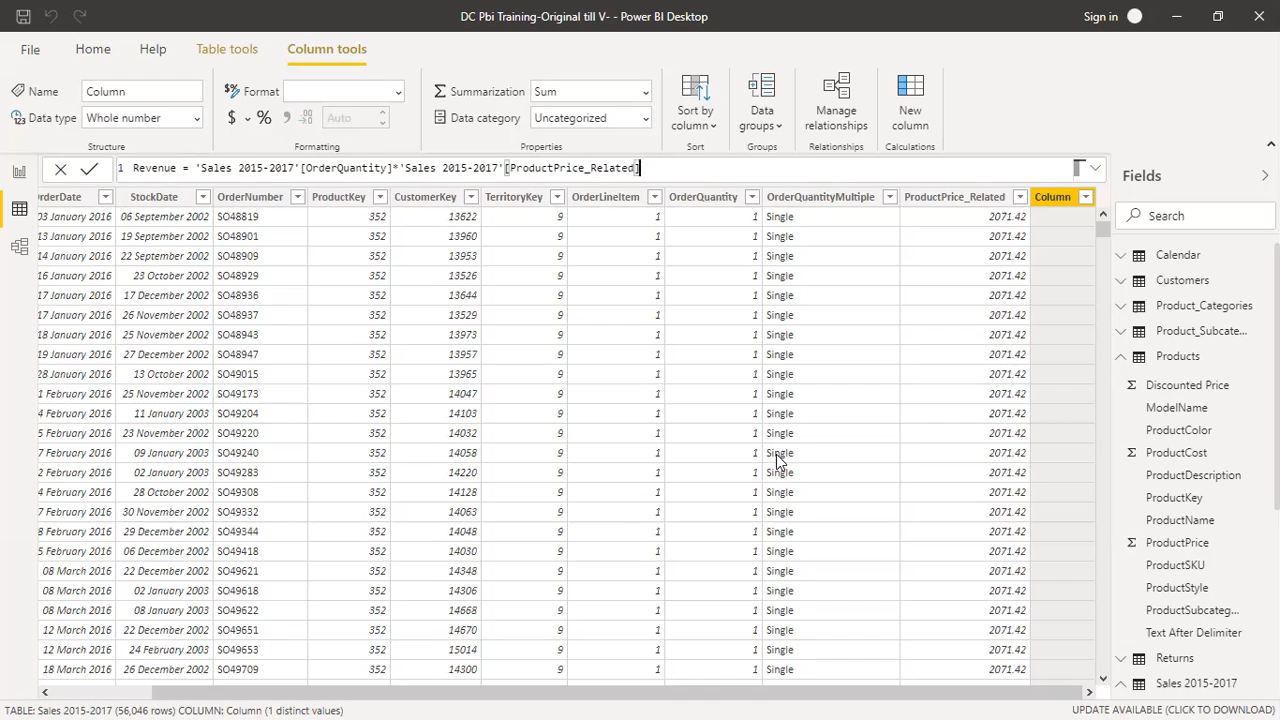 DC Pbi Training-Original till V- - Power BI Desktop
Sign in
File Home Help Table tools Column tools
Name Column
Data type Whole number
Structure
Format
$ % Auto
Formatting
Summarization Sum
Data category Uncategorized
Properties
Sort by column
Sort
Data groups
Groups
Manage relationships
Relationships
New column
Calculations
1 Revenue = 'Sales 2015-2017'[OrderQuantity]*'Sales 2015-2017'[ProductPrice_Related]
rderDate StockDate OrderNumber ProductKey CustomerKey TerritoryKey OrderLineItem OrderQuantity OrderQuantityMultiple ProductPrice_Related Column
03 January 2016 06 September 2002 SO48819 352 13622 9 1 1 Single 2071.42
13 January 2016 19 September 2002 SO48901 352 13960 9 1 1 Single 2071.42
14 January 2016 22 September 2002 SO48909 352 13953 9 1 1 Single 2071.42
16 January 2016 23 October 2002 SO48929 352 13526 9 1 1 Single 2071.42
17 January 2016 17 December 2002 SO48936 352 13644 9 1 1 Single 2071.42
17 January 2016 26 November 2002 SO48937 352 13529 9 1 1 Single 2071.42
18 January 2016 25 November 2002 SO48943 352 13973 9 1 1 Single 2071.42
19 January 2016 27 December 2002 SO48947 352 13957 9 1 1 Single 2071.42
28 January 2016 13 October 2002 SO49015 352 13965 9 1 1 Single 2071.42
1 February 2016 25 November 2002 SO49173 352 14047 9 1 1 Single 2071.42
4 February 2016 11 January 2003 SO49204 352 14103 9 1 1 Single 2071.42
5 February 2016 23 November 2002 SO49220 352 14032 9 1 1 Single 2071.42
7 February 2016 09 January 2003 SO49240 352 14058 9 1 1 Single 2071.42
2 February 2016 02 January 2003 SO49283 352 14220 9 1 1 Single 2071.42
4 February 2016 28 October 2002 SO49308 352 14128 9 1 1 Single 2071.42
7 February 2016 30 November 2002 SO49332 352 14063 9 1 1 Single 2071.42
8 February 2016 29 December 2002 SO49344 352 14048 9 1 1 Single 2071.42
5 February 2016 06 December 2002 SO49418 352 14030 9 1 1 Single 2071.42
08 March 2016 22 December 2002 SO49621 352 14348 9 1 1 Single 2071.42
08 March 2016 02 January 2003 SO49618 352 14306 9 1 1 Single 2071.42
08 March 2016 08 January 2003 SO49622 352 14668 9 1 1 Single 2071.42
12 March 2016 22 December 2002 SO49651 352 14670 9 1 1 Single 2071.42
12 March 2016 24 February 2003 SO49653 352 15014 9 1 1 Single 2071.42
18 March 2016 26 December 2002 SO49709 352 14300 9 1 1 Single 2071.42
Fields
Search
Calendar
Customers
Product_Categories
Product_Subcate...
Products
Discounted Price
ModelName
ProductColor
ProductCost
ProductDescription
ProductKey
ProductName
ProductPrice
ProductSKU
ProductStyle
ProductSubcateg...
Text After Delimiter
Returns
Sales 2015-2017
TABLE: Sales 2015-2017 (56,046 rows) COLUMN: Column (1 distinct values)
UPDATE AVAILABLE (CLICK TO DOWNLOAD)